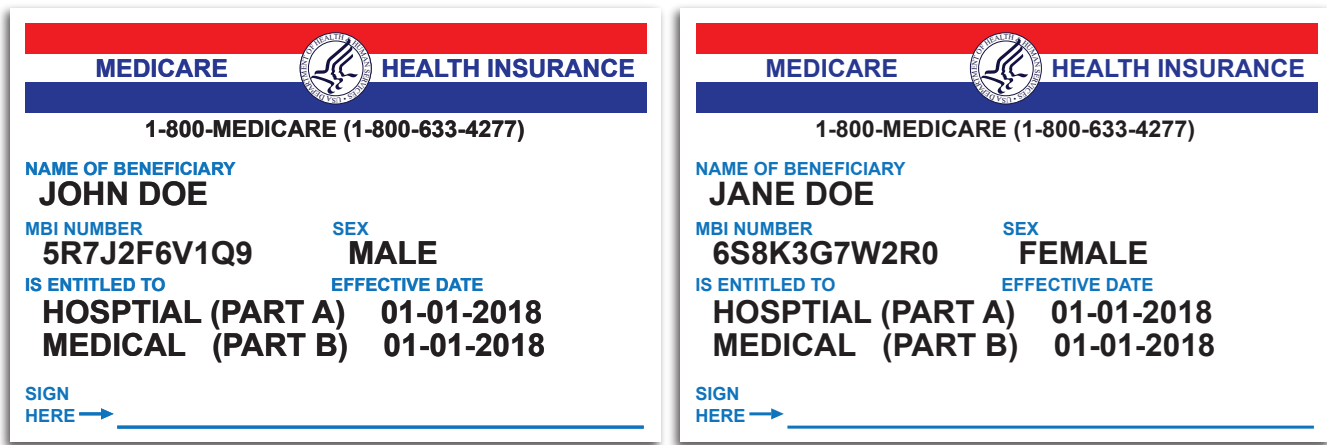 MEDICARE HEALTH INSURANCE
1-800-MEDICARE (1-800-633-4277)
NAME OF BENEFICIARY
JOHN DOE
MBI NUMBER SEX
5R7J2F6V1Q9 MALE
IS ENTITLED TO EFFECTIVE DATE
HOSPTIAL (PART A) 01-01-2018
MEDICAL (PART B) 01-01-2018
SIGN
HERE
MEDICARE HEALTH INSURANCE
1-800-MEDICARE (1-800-633-4277)
NAME OF BENEFICIARY
JANE DOE
MBI NUMBER SEX
6S8K3G7W2R0 FEMALE
IS ENTITLED TO EFFECTIVE DATE
HOSPTIAL (PART A) 01-01-2018
MEDICAL (PART B) 01-01-2018
SIGN
HERE